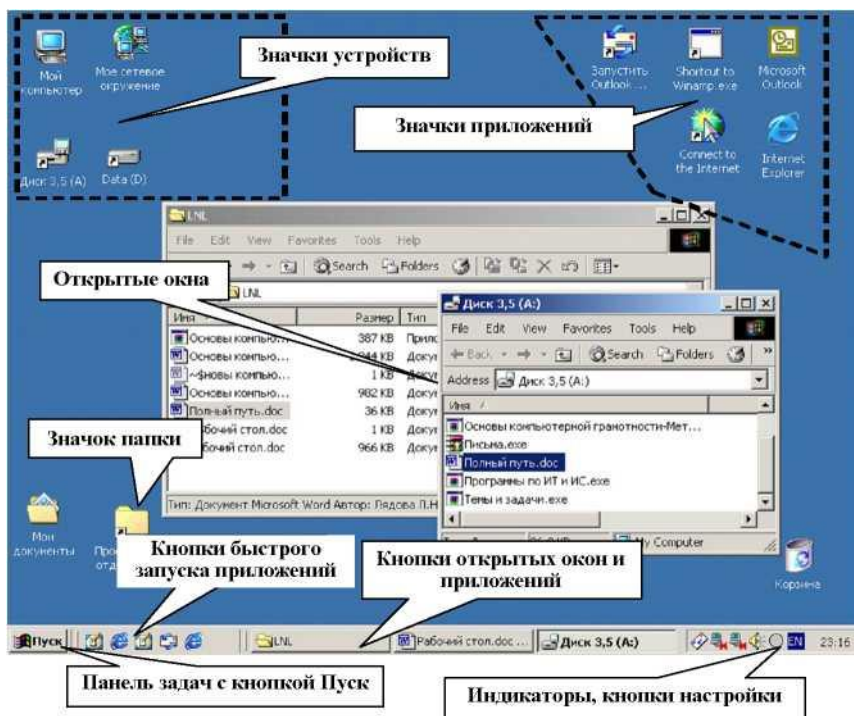 Мой
компьютер
Мое сетевое
окружение
Значки устройств
Запустить
Outlook ...
Shortcut to
Winamp.exe
Microsoft
Outlook
Значки приложений
Диск 3,5 (A)
Data (D)
Connect to
the Internet
Internet
Explorer
LNL
File Edit View Favorites Tools Help
Search Folders
Открытые окна
LNL
Имя Размер Тип
Основы компью... 387 KB
Основы компью... 944 KB
~$новы компью... 1 KB
Основы компью... 982 KB
Полный путь.doc 36 KB
бочий стол.doc 1 KB
бочий стол.doc 966 KB
Тип: Документ Microsoft Word Автор: Лядова Л.Н
Диск 3,5 (A:)
File Edit View Favorites Tools Help
Back Search Folders »
Address Диск 3,5 (A:)
Имя
Основы компьютерной грамотности-Мет...
Письма.exe
Полный путь.doc
Программы по ИТ и ИС.exe
Темы и задачи.exe
My Computer
Значок папки
Мои
документы
Кнопки быстрого
запуска приложений
Кнопки открытых окон и
приложений
Корзина
Пуск LNL Рабочий стол.doc ... Диск 3,5 (A:) EN 23:16
Панель задач с кнопкой Пуск
Индикаторы, кнопки настройки